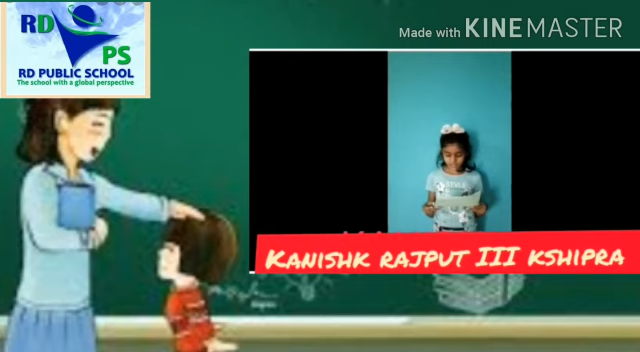 RD
PS
RD PUBLIC SCHOOL
The school with a global perspective
Made with KINEMASTER
KANISHK RAJPUT III KSHIPRA